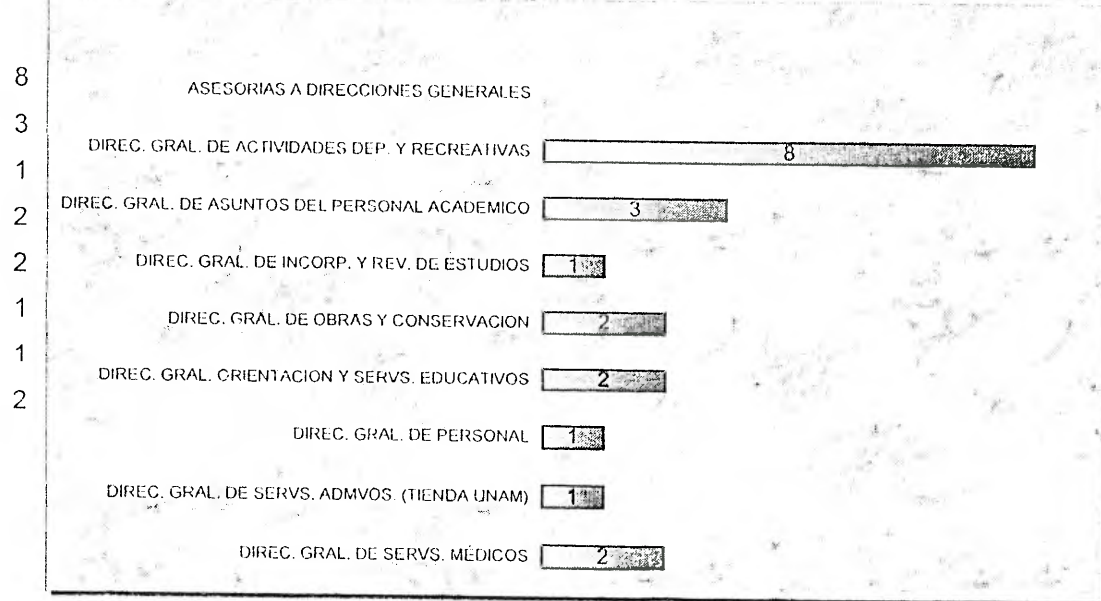 8
3
1
2
2
1
1
2
ASESORIAS A DIRECCIONES GENERALES
DIREC. GRAL. DE ACTIVIDADES DEP. Y RECREATIVAS 8
DIREC. GRAL. DE ASUNTOS DEL PERSONAL ACADEMICO 3
DIREC. GRAL. DE INCORP. Y REV. DE ESTUDIOS 1
DIREC. GRAL. DE OBRAS Y CONSERVACION 2
DIREC. GRAL. ORIENTACION Y SERVS. EDUCATIVOS 2
DIREC. GRAL. DE PERSONAL 1
DIREC. GRAL. DE SERVS. ADMVOS. (TIENDA UNAM) 1
DIREC. GRAL. DE SERVS. MÉDICOS 2